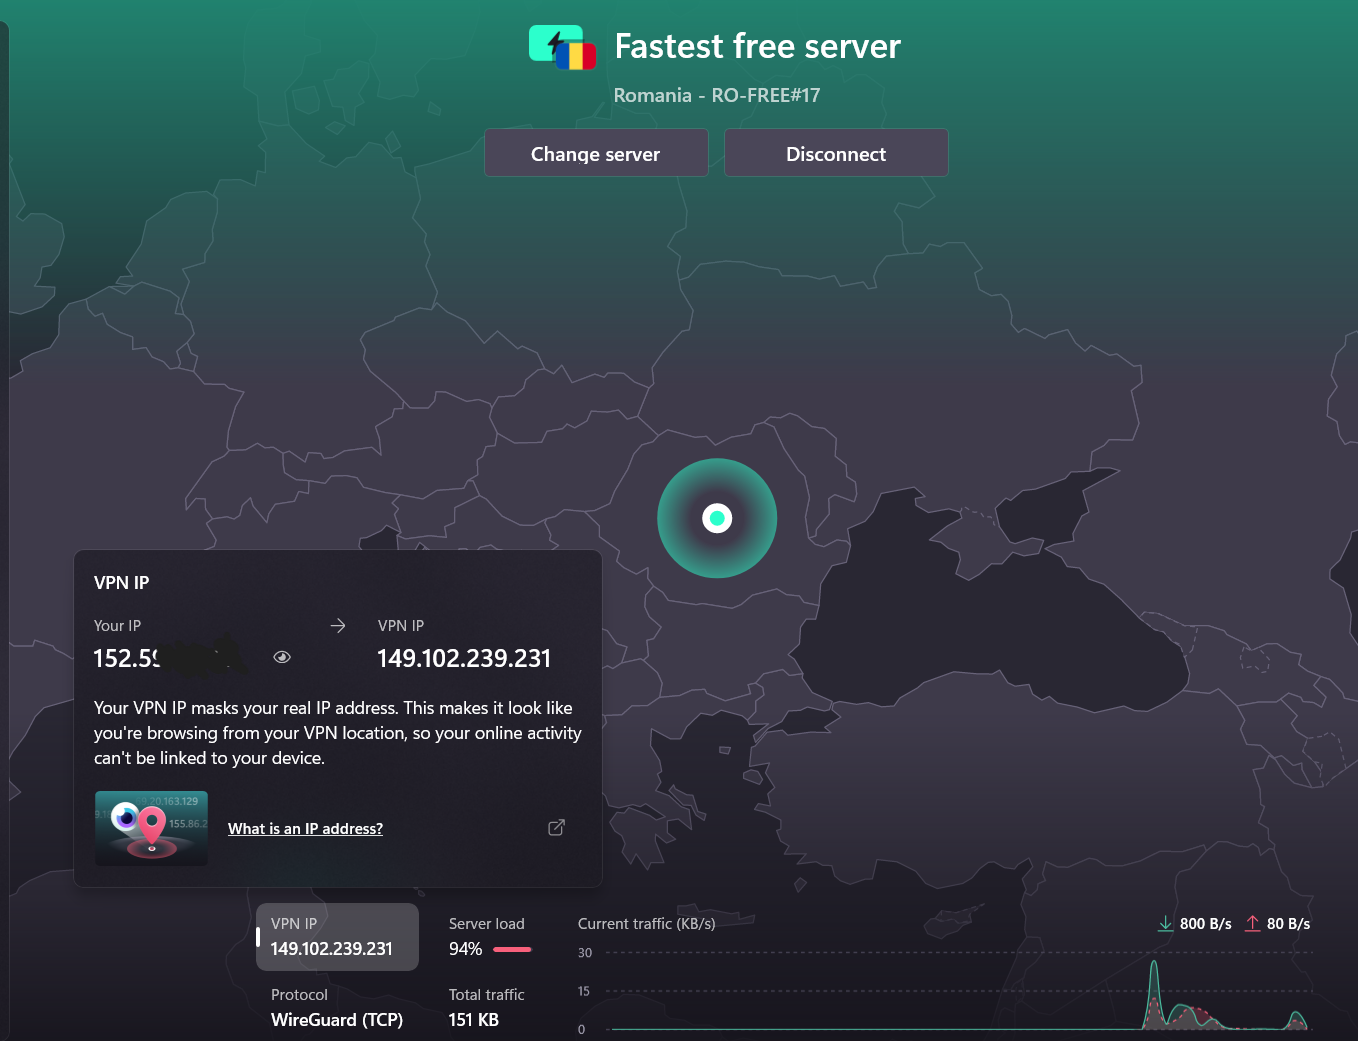 Fastest free server
Romania - RO-FREE#17
Change server
Disconnect
VPN IP
Your IP
VPN IP
152.59
149.102.239.231
Your VPN IP masks your real IP address. This makes it look like
you're browsing from your VPN location, so your online activity
can't be linked to your device.
20.163.129
155.86.2
What is an IP address?
VPN IP
149.102.239.231
Server load
94%
Protocol
WireGuard (TCP)
Total traffic
151 KB
Current traffic (KB/s)
800 B/s
80 B/s
30
15
0